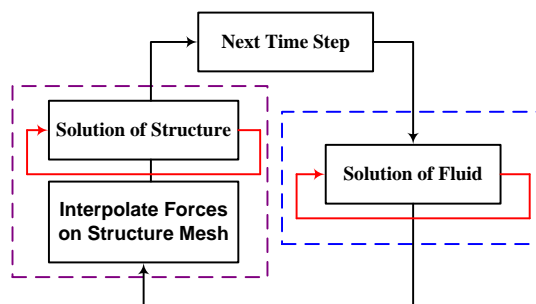 Next Time Step
Solution of Structure
Solution of Fluid
Interpolate Forces
on Structure Mesh